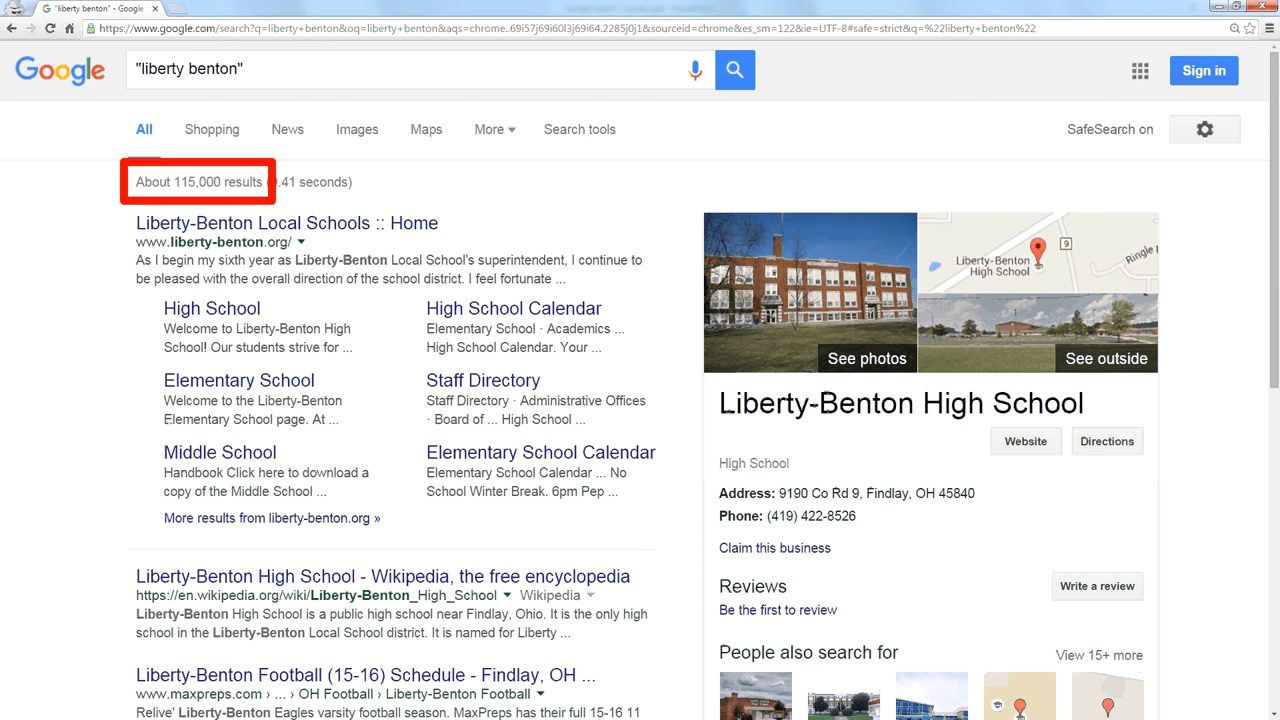 "liberty benton" - Google
https://www.google.com/search?q=liberty+benton&oq=liberty+benton&aqs=chrome..69i57j69i60j69i64.2285j0j1&sourceid=chrome&es_sm=122&ie=UTF-8#safe=strict&q=%22liberty+benton%22
Google
"liberty benton"
Sign in
All Shopping News Images Maps More Search tools
SafeSearch on
About 115,000 results .41 seconds)
Liberty-Benton Local Schools :: Home
www.liberty-benton.org/
As I begin my sixth year as Liberty-Benton Local School's superintendent, I continue to
be pleased with the overall direction of the school district. I feel fortunate ...
High School
Welcome to Liberty-Benton High
School! Our students strive for ...
High School Calendar
Elementary School · Academics ...
High School Calendar. Your ...
Elementary School
Welcome to the Liberty-Benton
Elementary School page. At ...
Staff Directory
Staff Directory · Administrative Offices
· Board of ... High School ...
Middle School
Handbook Click here to download a
copy of the Middle School ...
Elementary School Calendar
Elementary School Calendar ... No
School Winter Break. 6pm Pep ...
More results from liberty-benton.org »
Liberty-Benton High School - Wikipedia, the free encyclopedia
https://en.wikipedia.org/wiki/Liberty-Benton_High_School Wikipedia
Liberty-Benton High School is a public high school near Findlay, Ohio. It is the only high
school in the Liberty-Benton Local School district. It is named for Liberty ...
Liberty-Benton Football (15-16) Schedule - Findlay, OH ...
www.maxpreps.com › ... › OH Football › Liberty-Benton Football
Relive' Liberty-Benton Eagles varsity football season. MaxPreps has their full 15-16 11
Liberty-Benton
High School
9
Ringle
See photos
See outside
Liberty-Benton High School
Website Directions
High School
Address: 9190 Co Rd 9, Findlay, OH 45840
Phone: (419) 422-8526
Claim this business
Reviews
Write a review
Be the first to review
People also search for
View 15+ more